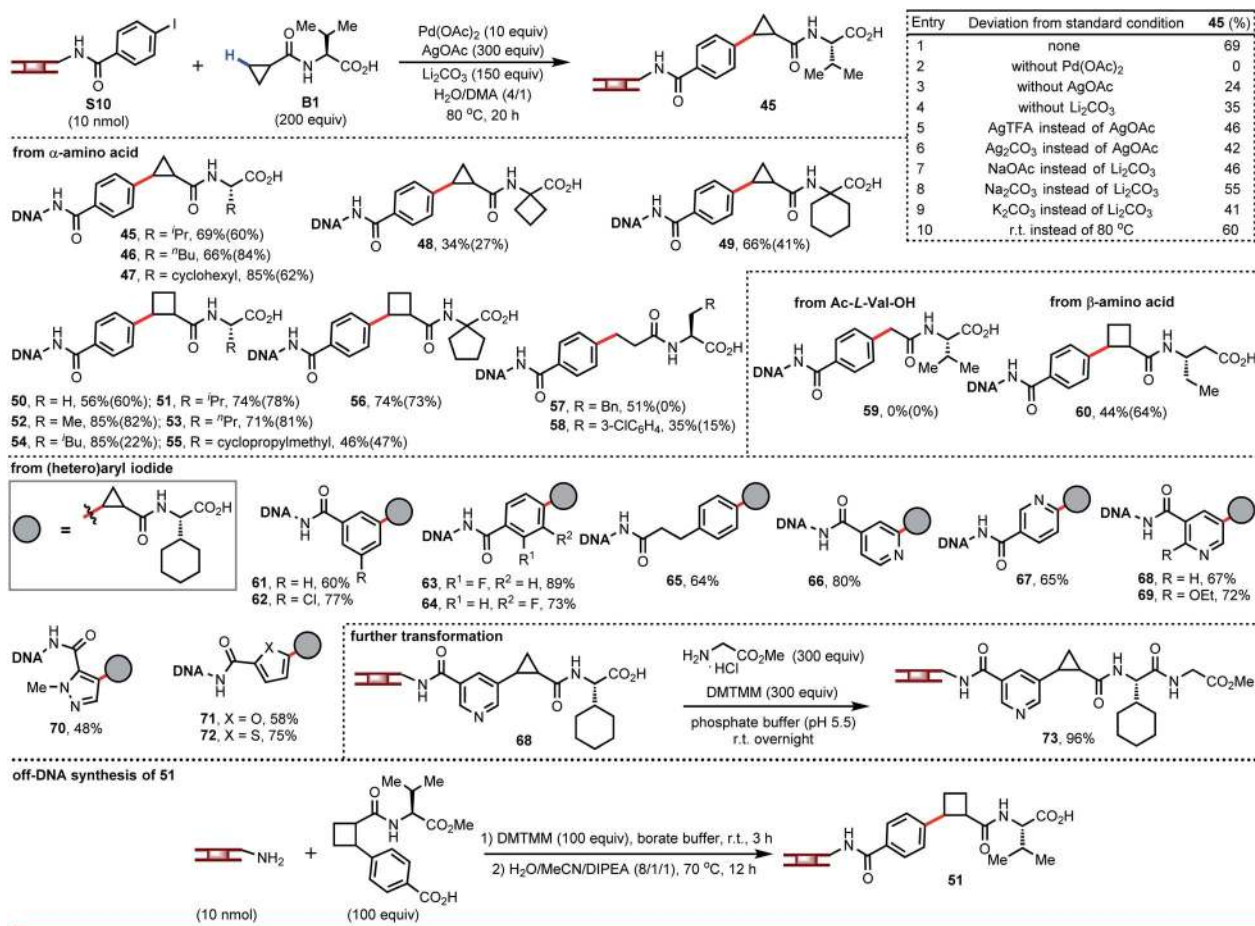 S10
(10 nmol)
+
B1
(200 equiv)
Pd(OAc)2 (10 equiv)
AgOAc (300 equiv)
Li2CO3 (150 equiv)
H2O/DMA (4/1)
80 °C, 20 h
45
Entry Deviation from standard condition 45 (%)
1 none 69
2 without Pd(OAc)2 0
3 without AgOAc 24
4 without Li2CO3 35
5 AgTFA instead of AgOAc 46
6 Ag2CO3 instead of AgOAc 42
7 NaOAc instead of Li2CO3 46
8 Na2CO3 instead of Li2CO3 55
9 K2CO3 instead of Li2CO3 41
10 r.t. instead of 80 °C 60
from α-amino acid
45, R = iPr, 69%(60%)
46, R = nBu, 66%(84%)
47, R = cyclohexyl, 85%(62%)
48, 34%(27%)
49, 66%(41%)
50, R = H, 56%(60%); 51, R = iPr, 74%(78%)
52, R = Me, 85%(82%); 53, R = nPr, 71%(81%)
54, R = iBu, 85%(22%); 55, R = cyclopropylmethyl, 46%(47%)
56, 74%(73%)
57, R = Bn, 51%(0%)
58, R = 3-ClC6H4, 35%(15%)
from Ac-L-Val-OH
59, 0%(0%)
from β-amino acid
60, 44%(64%)
from (hetero)aryl iodide
=
61, R = H, 60%
62, R = Cl, 77%
63, R1 = F, R2 = H, 89%
64, R1 = H, R2 = F, 73%
65, 64%
66, 80%
67, 65%
68, R = H, 67%
69, R = OEt, 72%
70, 48%
71, X = O, 58%
72, X = S, 75%
further transformation
68
H2N CO2Me (300 equiv)
·HCl
DMTMM (300 equiv)
phosphate buffer (pH 5.5)
r.t. overnight
73, 96%
off-DNA synthesis of 51
NH2
(10 nmol)
+
(100 equiv)
1) DMTMM (100 equiv), borate buffer, r.t., 3 h
2) H2O/MeCN/DIPEA (8/1/1), 70 °C, 12 h
51